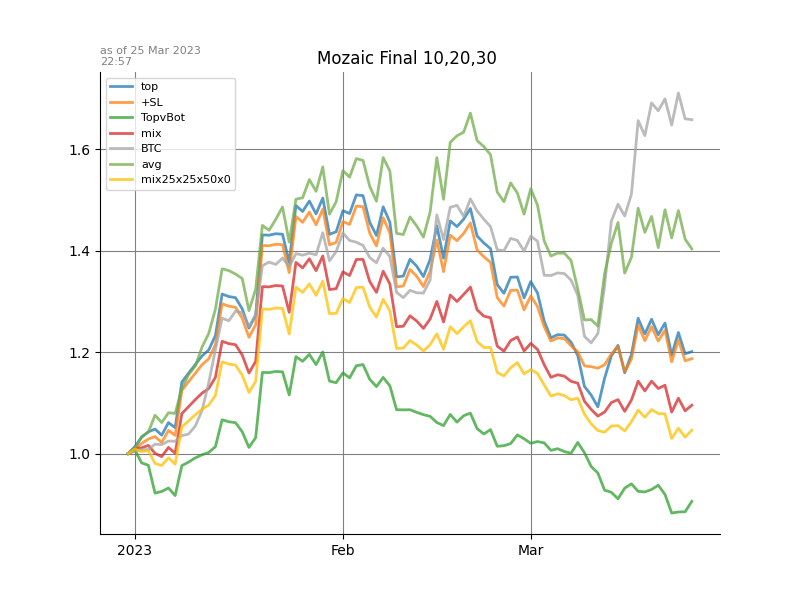 as of 25 Mar 2023
22:57
Mozaic Final 10,20,30
top
+SL
TopvBot
mix
BTC
avg
mix25x25x50x0
1.6
1.4
1.2
1.0
2023
Feb
Mar